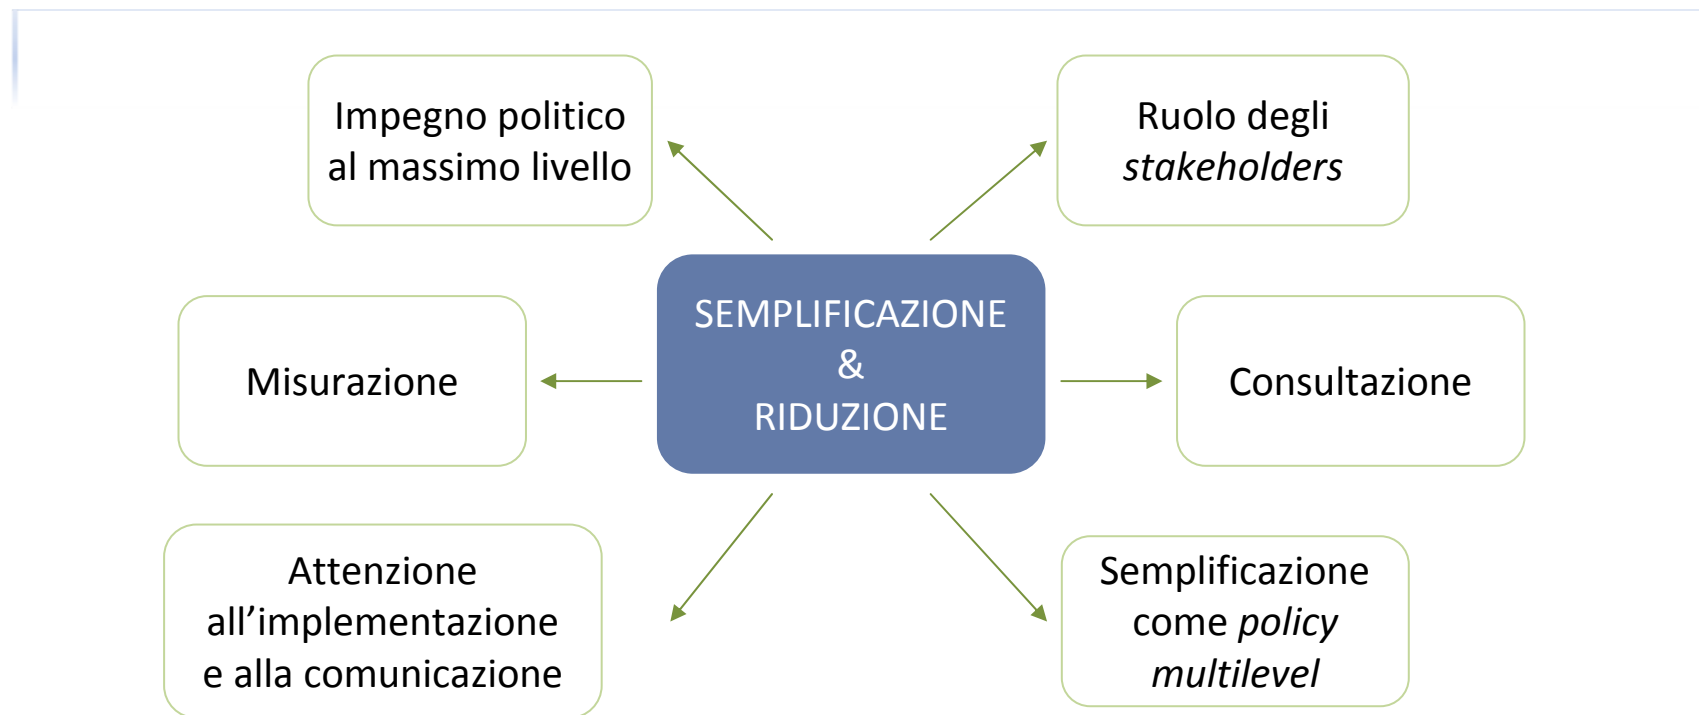 Impegno politico
al massimo livello
Ruolo degli
stakeholders
SEMPLIFICAZIONE
&
RIDUZIONE
Misurazione
Consultazione
Attenzione
all’implementazione
e alla comunicazione
Semplificazione
come policy
multilevel